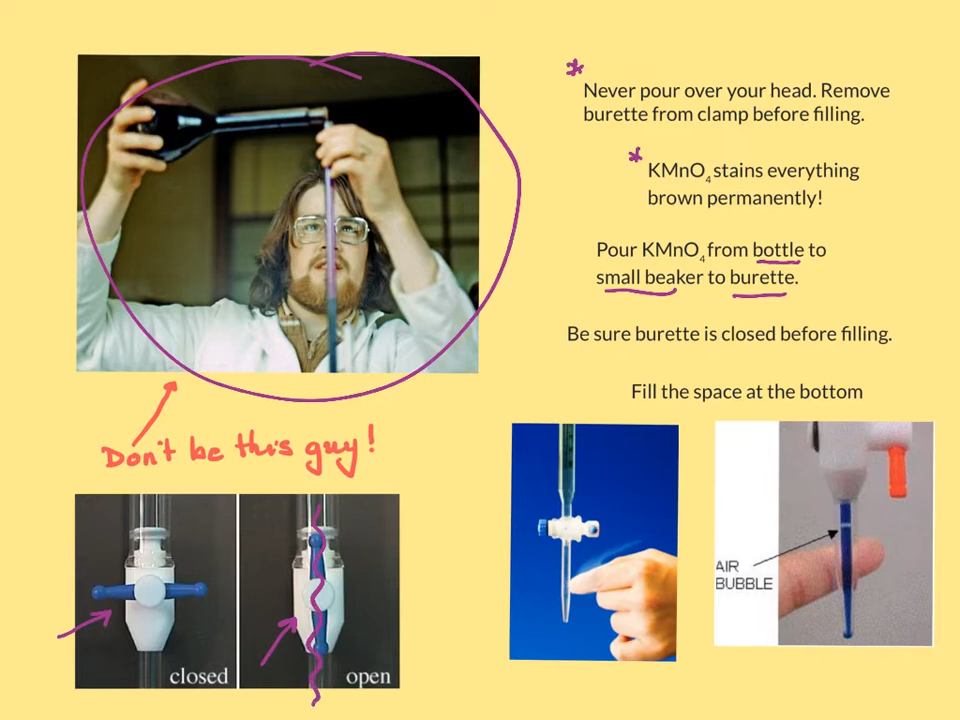 *
Never pour over your head. Remove
burette from clamp before filling.
*
KMnO₄ stains everything
brown permanently!
Pour KMnO₄ from bottle to
small beaker to burette.
Be sure burette is closed before filling.
Fill the space at the bottom
Don't be this guy!
closed
open
AIR
BUBBLE